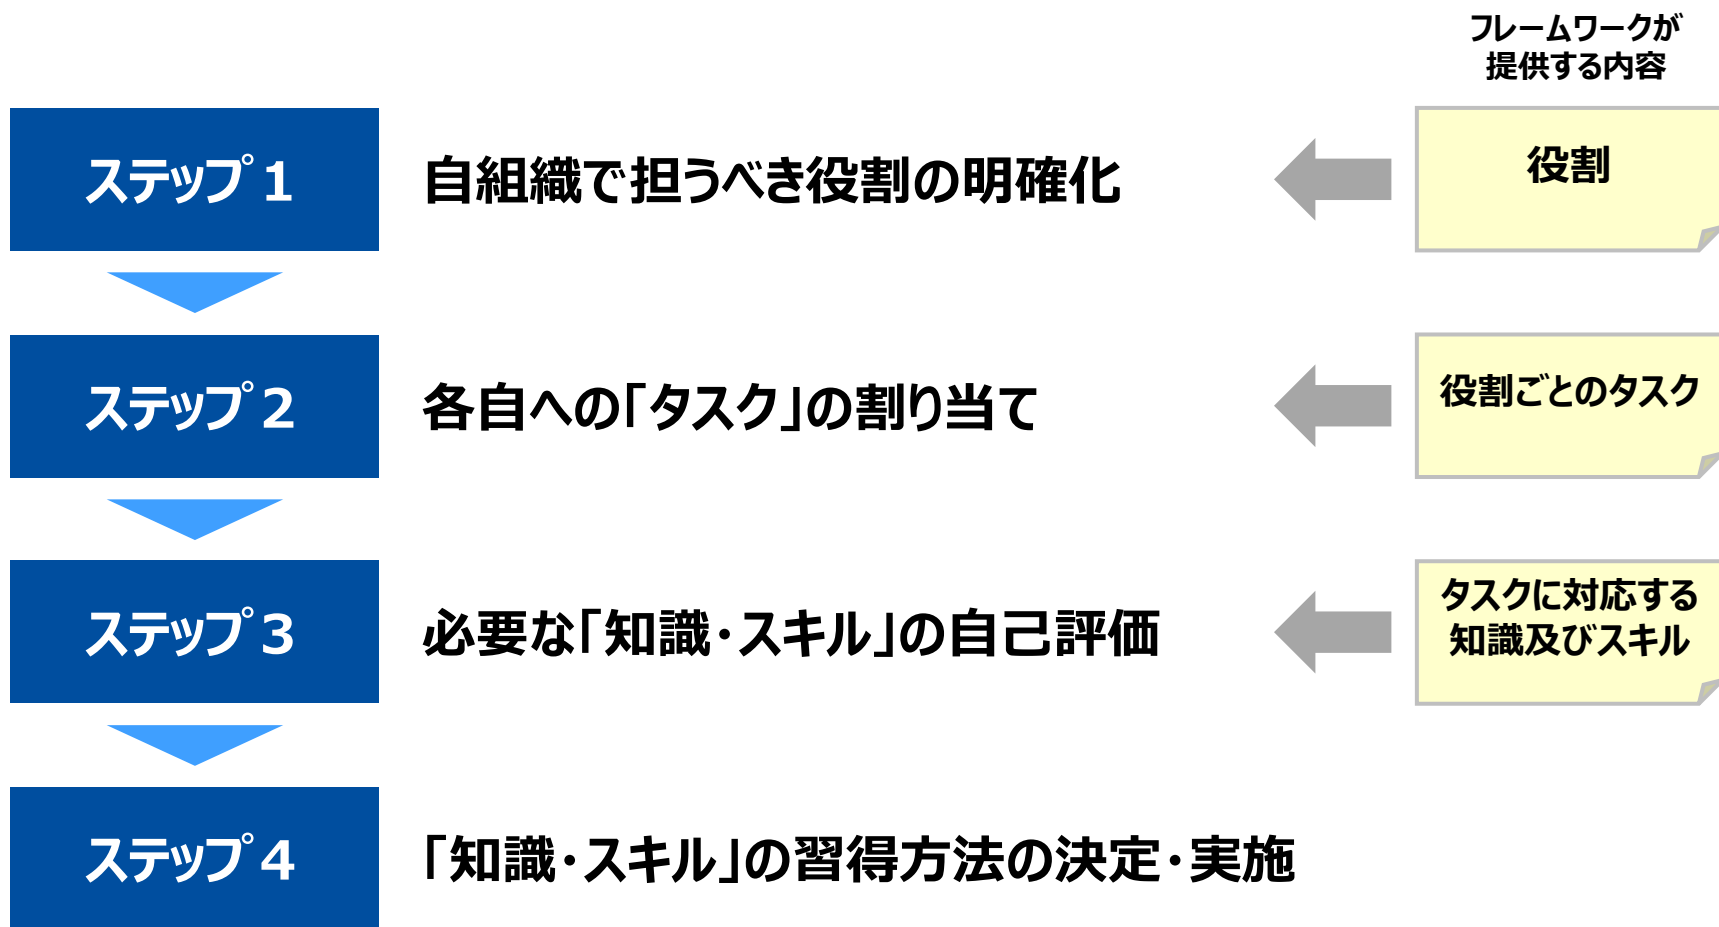 フレームワークが
提供する内容
ステップ 1
自組織で担うべき役割の明確化
役割
ステップ 2
各自への「タスク」の割り当て
役割ごとのタスク
ステップ 3
必要な「知識・スキル」の自己評価
タスクに対応する
知識及びスキル
ステップ 4
「知識・スキル」の習得方法の決定・実施